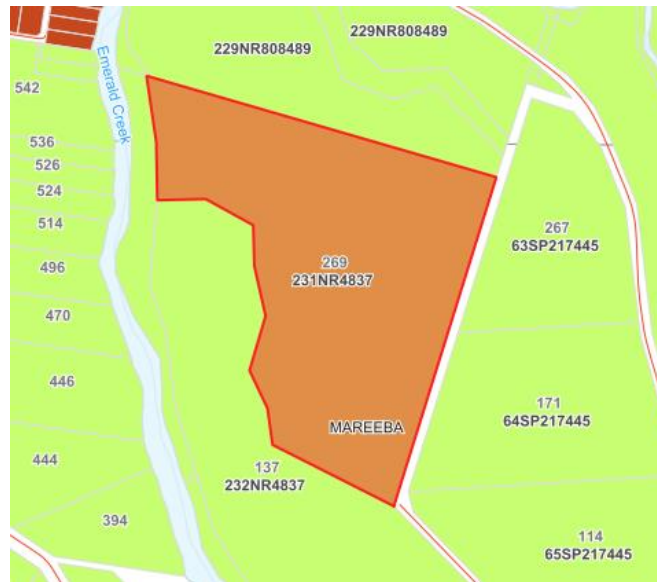 229NR808489
229NR808489
Emerald Creek
542
536
526
524
514
496
470
446
444
394
267
63SP217445
269
231NR4837
171
64SP217445
MAREEBA
137
232NR4837
114
65SP217445